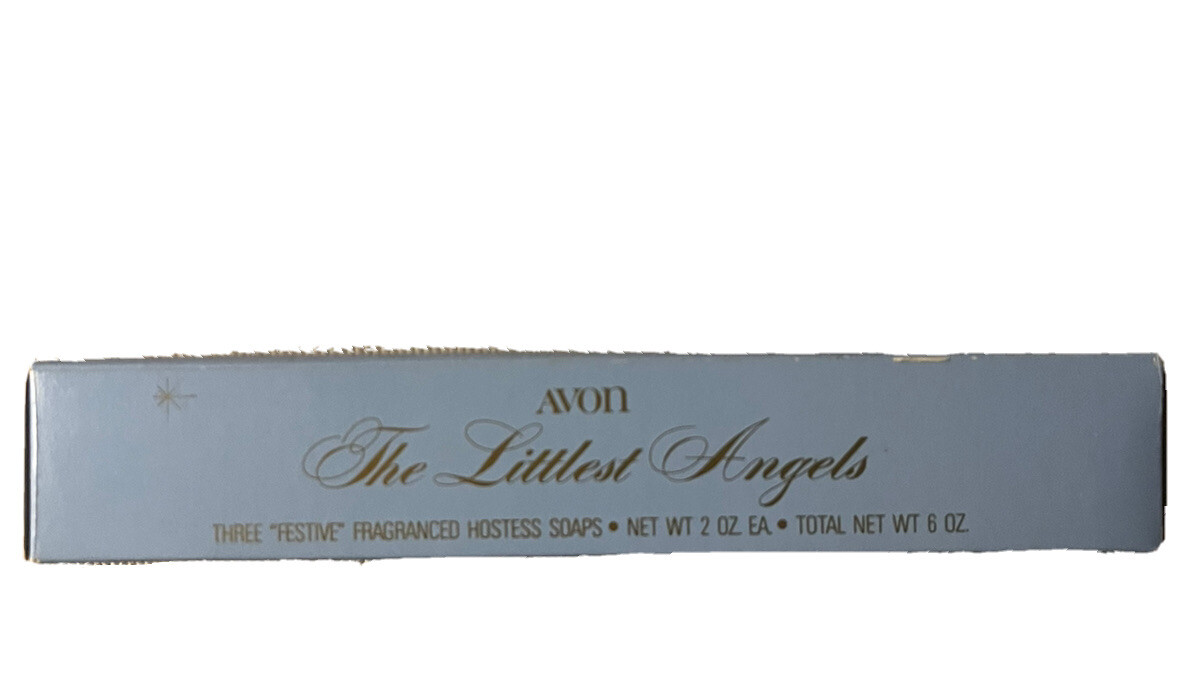 AVON
The Littlest Angels
THREE "FESTIVE" FRAGRANCED HOSTESS SOAPS • NET WT 2 OZ. EA. • TOTAL NET WT 6 OZ.